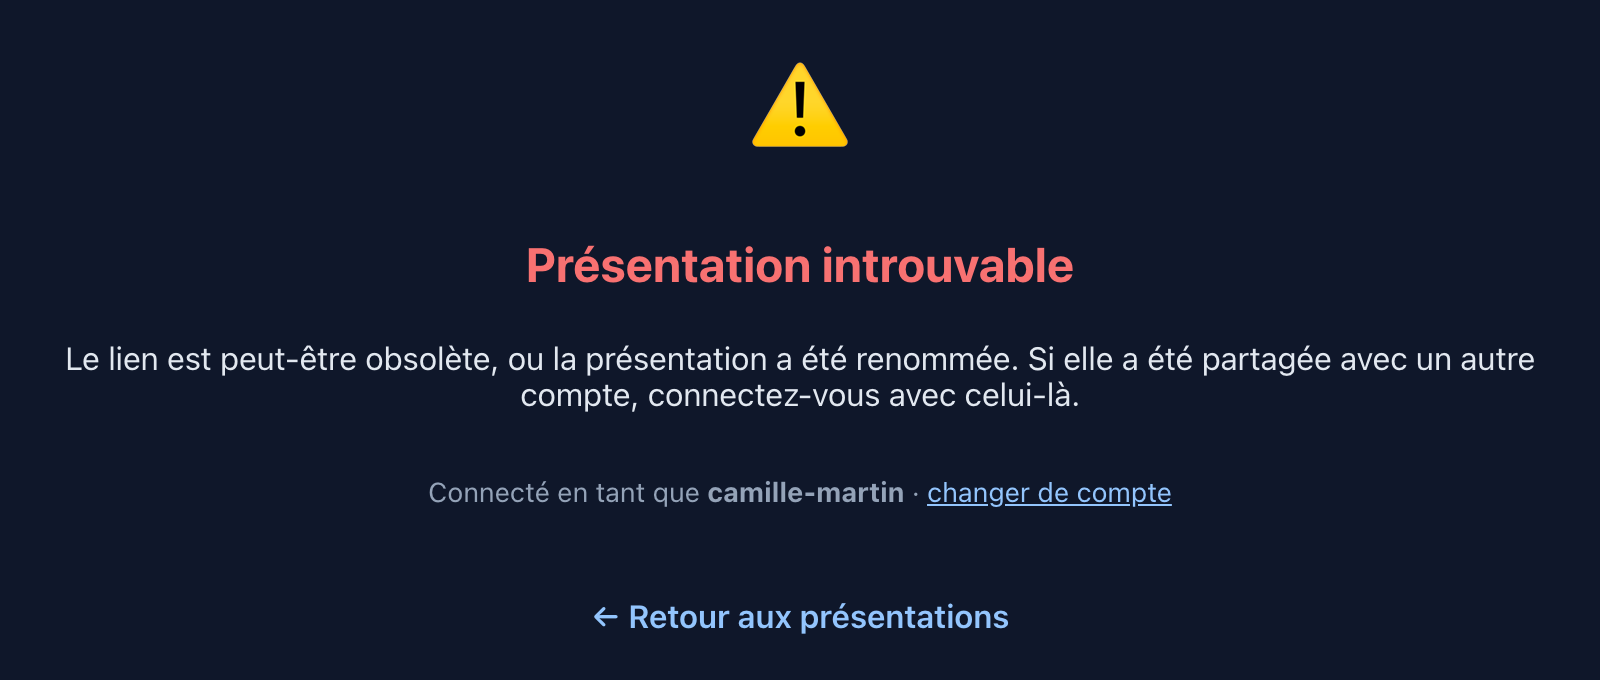 Présentation introuvable
Le lien est peut-être obsolète, ou la présentation a été renommée. Si elle a été partagée avec un autre
compte, connectez-vous avec celui-là.
Connecté en tant que camille-martin · changer de compte
← Retour aux présentations